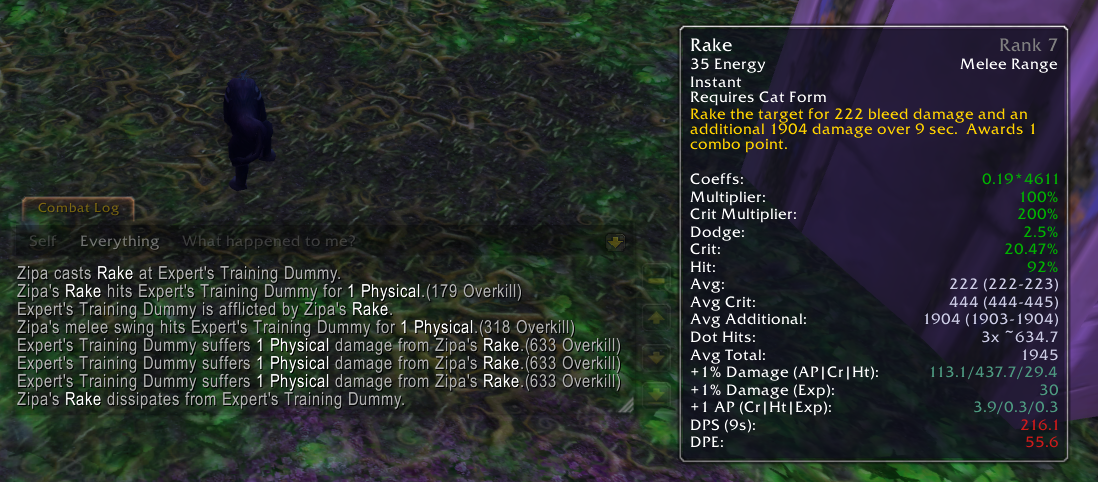 Combat Log
Self Everything What happened to me?
Zipa casts Rake at Expert's Training Dummy.
Zipa's Rake hits Expert's Training Dummy for 1 Physical.(179 Overkill)
Expert's Training Dummy is afflicted by Zipa's Rake.
Zipa's melee swing hits Expert's Training Dummy for 1 Physical.(318 Overkill)
Expert's Training Dummy suffers 1 Physical damage from Zipa's Rake.(633 Overkill)
Expert's Training Dummy suffers 1 Physical damage from Zipa's Rake.(633 Overkill)
Expert's Training Dummy suffers 1 Physical damage from Zipa's Rake.(633 Overkill)
Zipa's Rake dissipates from Expert's Training Dummy.
Rake Rank 7
35 Energy Melee Range
Instant
Requires Cat Form
Rake the target for 222 bleed damage and an
additional 1904 damage over 9 sec. Awards 1
combo point.
Coeffs: 0.19*4611
Multiplier: 100%
Crit Multiplier: 200%
Dodge: 2.5%
Crit: 20.47%
Hit: 92%
Avg: 222 (222-223)
Avg Crit: 444 (444-445)
Avg Additional: 1904 (1903-1904)
Dot Hits: 3x ~634.7
Avg Total: 1945
+1% Damage (AP|Cr|Ht): 113.1/437.7/29.4
+1% Damage (Exp): 30
+1 AP (Cr|Ht|Exp): 3.9/0.3/0.3
DPS (9s): 216.1
DPE: 55.6